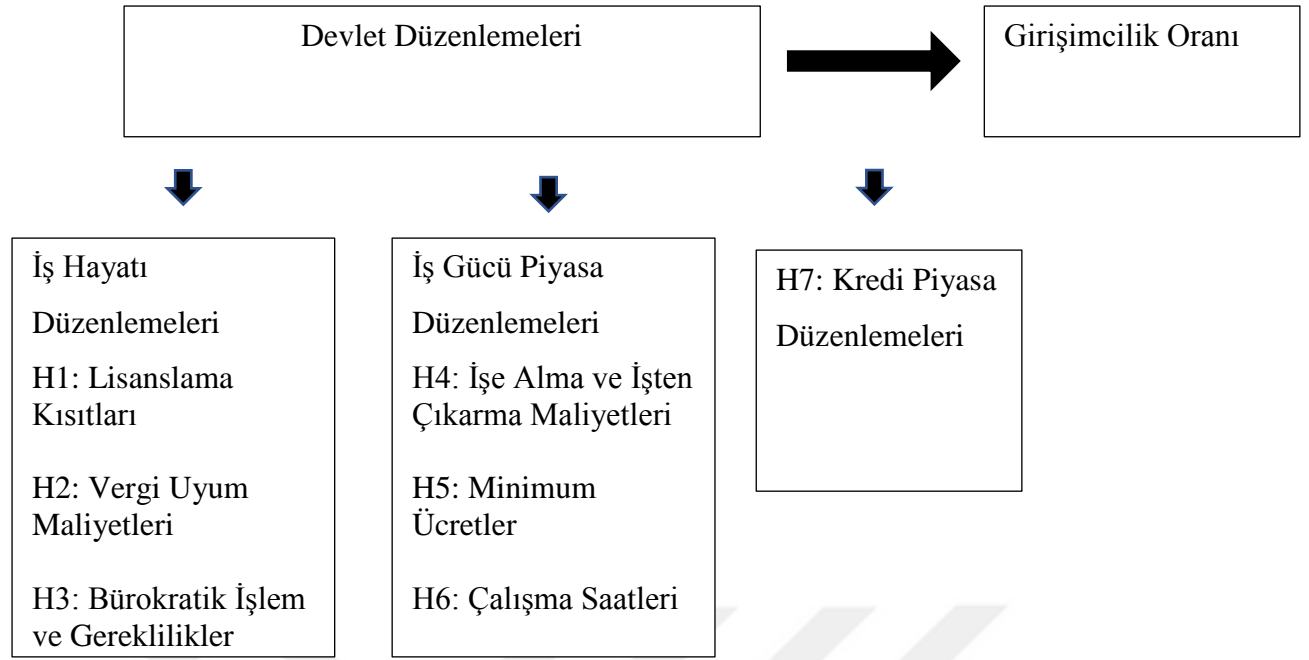 Devlet Düzenlemeleri
Girişimcilik Oranı
İş Hayatı
Düzenlemeleri
H1: Lisanslama
Kısıtları
H2: Vergi Uyum
Maliyetleri
H3: Bürokratik İşlem
ve Gereklilikler
İş Gücü Piyasa
Düzenlemeleri
H4: İşe Alma ve İşten
Çıkarma Maliyetleri
H5: Minimum
Ücretler
H6: Çalışma Saatleri
H7: Kredi Piyasa
Düzenlemeleri